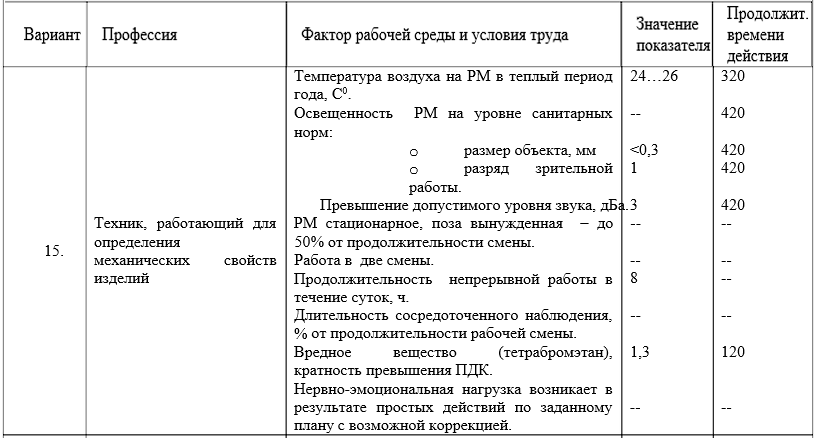 Вариант
Профессия
Фактор рабочей среды и условия труда
Значение
показателя
Продолжит.
времени
действия
15.
Техник, работающий для
определения
механических свойств
изделий
Температура воздуха на РМ в теплый период 24…26 320
года, С⁰.
Освещенность РМ на уровне санитарных -- 420
норм:
o размер объекта, мм <0,3 420
o разряд зрительной 1 420
работы.
Превышение допустимого уровня звука, дБа. 3 420
РМ стационарное, поза вынужденная – до -- --
50% от продолжительности смены.
Работа в две смены. -- --
Продолжительность непрерывной работы в 8 --
течение суток, ч.
Длительность сосредоточенного наблюдения, -- --
% от продолжительности рабочей смены.
Вредное вещество (тетрабромэтан), 1,3 120
кратность превышения ПДК.
Нервно-эмоциональная нагрузка возникает в
результате простых действий по заданному -- --
плану с возможной коррекцией.